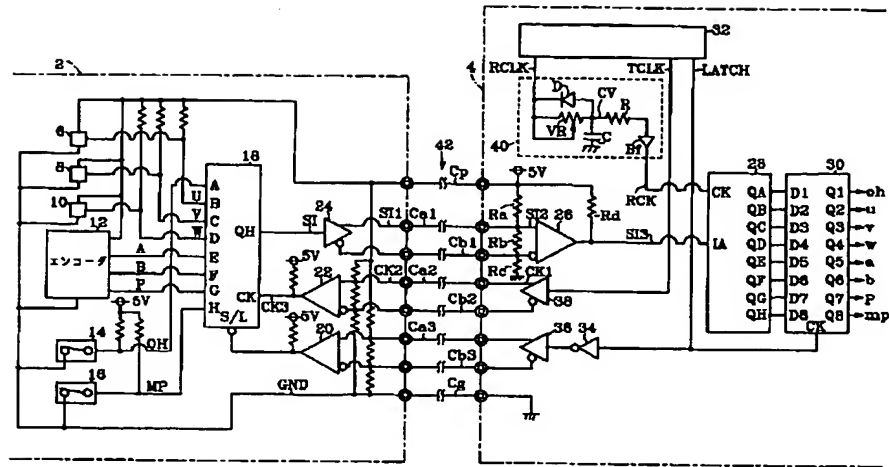 32
2
4
RCLK
TCLK
LATCH
D
CV
R
VR
C
Bf
40
6
8
10
12
エンコーダ
A
B
P
5V
14
OH
16
MP
18
A
B
C
D
E
F
G
H
U
V
W
QH
CK
S/L
SI
24
SI1
Ca1
Cb1
42
Cp
5V
Ra
Rb
Rc
Rd
SI2
26
SI3
5V
22
CK2
Ca2
Cb2
CK3
CK1
38
5V
20
Ca3
Cb3
36
34
GND
Cg
RCK
28
CK
IA
QA
QB
QC
QD
QE
QF
QG
QH
30
D1
D2
D3
D4
D5
D6
D7
D8
Q1
Q2
Q3
Q4
Q5
Q6
Q7
Q8
CK
oh
u
v
w
a
b
p
mp